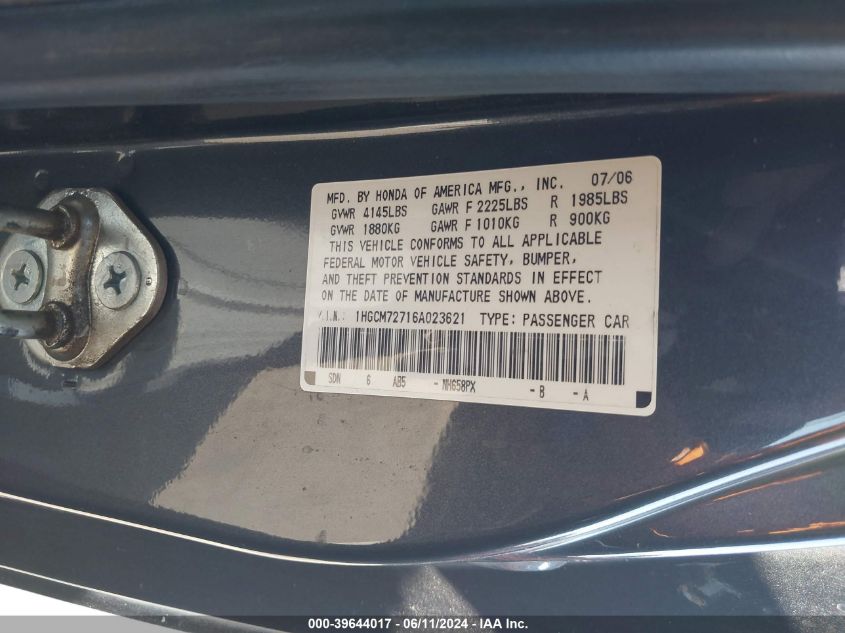 MFD. BY HONDA OF AMERICA MFG., INC. 07/06
GVWR 4145LBS GAWR F 2225LBS R 1985LBS
GVWR 1880KG GAWR F 1010KG R 900KG
THIS VEHICLE CONFORMS TO ALL APPLICABLE
FEDERAL MOTOR VEHICLE SAFETY, BUMPER,
AND THEFT PREVENTION STANDARDS IN EFFECT
ON THE DATE OF MANUFACTURE SHOWN ABOVE.
V.I.N.: 1HGCM72716A023621 TYPE: PASSENGER CAR
SDN 6 AB5 - NH658PX - B - A
000-39644017 - 06/11/2024 - IAA Inc.